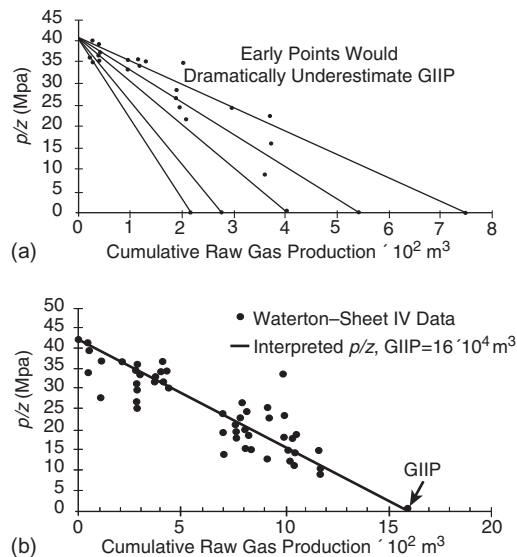 45
40
35
30
25
20
15
10
5
0
p/z (Mpa)
Early Points Would
Dramatically Underestimate GIIP
0 1 2 3 4 5 6 7 8
(a)
Cumulative Raw Gas Production ´ 10² m³
50
45
40
35
30
25
20
15
10
5
0
p/z (Mpa)
Waterton–Sheet IV Data
Interpreted p/z, GIIP=16´10⁴m³
GIIP
0 5 10 15 20
(b)
Cumulative Raw Gas Production ´ 10² m³